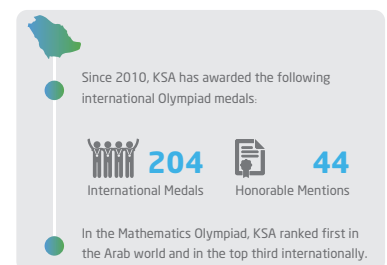 Since 2010, KSA has awarded the following
international Olympiad medals:
204
International Medals
44
Honorable Mentions
In the Mathematics Olympiad, KSA ranked first in
the Arab world and in the top third internationally.